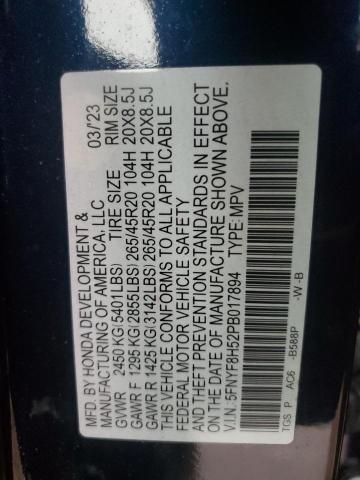 MFD. BY HONDA DEVELOPMENT & 03/23
MANUFACTURING OF AMERICA, LLC
GVWR 2450 KG(5401LBS) TIRE SIZE RIM SIZE
GAWR F 1295 KG(2855LBS) 265/45R20 104H 20X8.5J
GAWR R 1425 KG(3142LBS) 265/45R20 104H 20X8.5J
THIS VEHICLE CONFORMS TO ALL APPLICABLE
FEDERAL MOTOR VEHICLE SAFETY
AND THEFT PREVENTION STANDARDS IN EFFECT
ON THE DATE OF MANUFACTURE SHOWN ABOVE.
V.I.N.: 5FNYF8H52PB017894 TYPE: MPV
TGS P AC6 -B588P -W -B